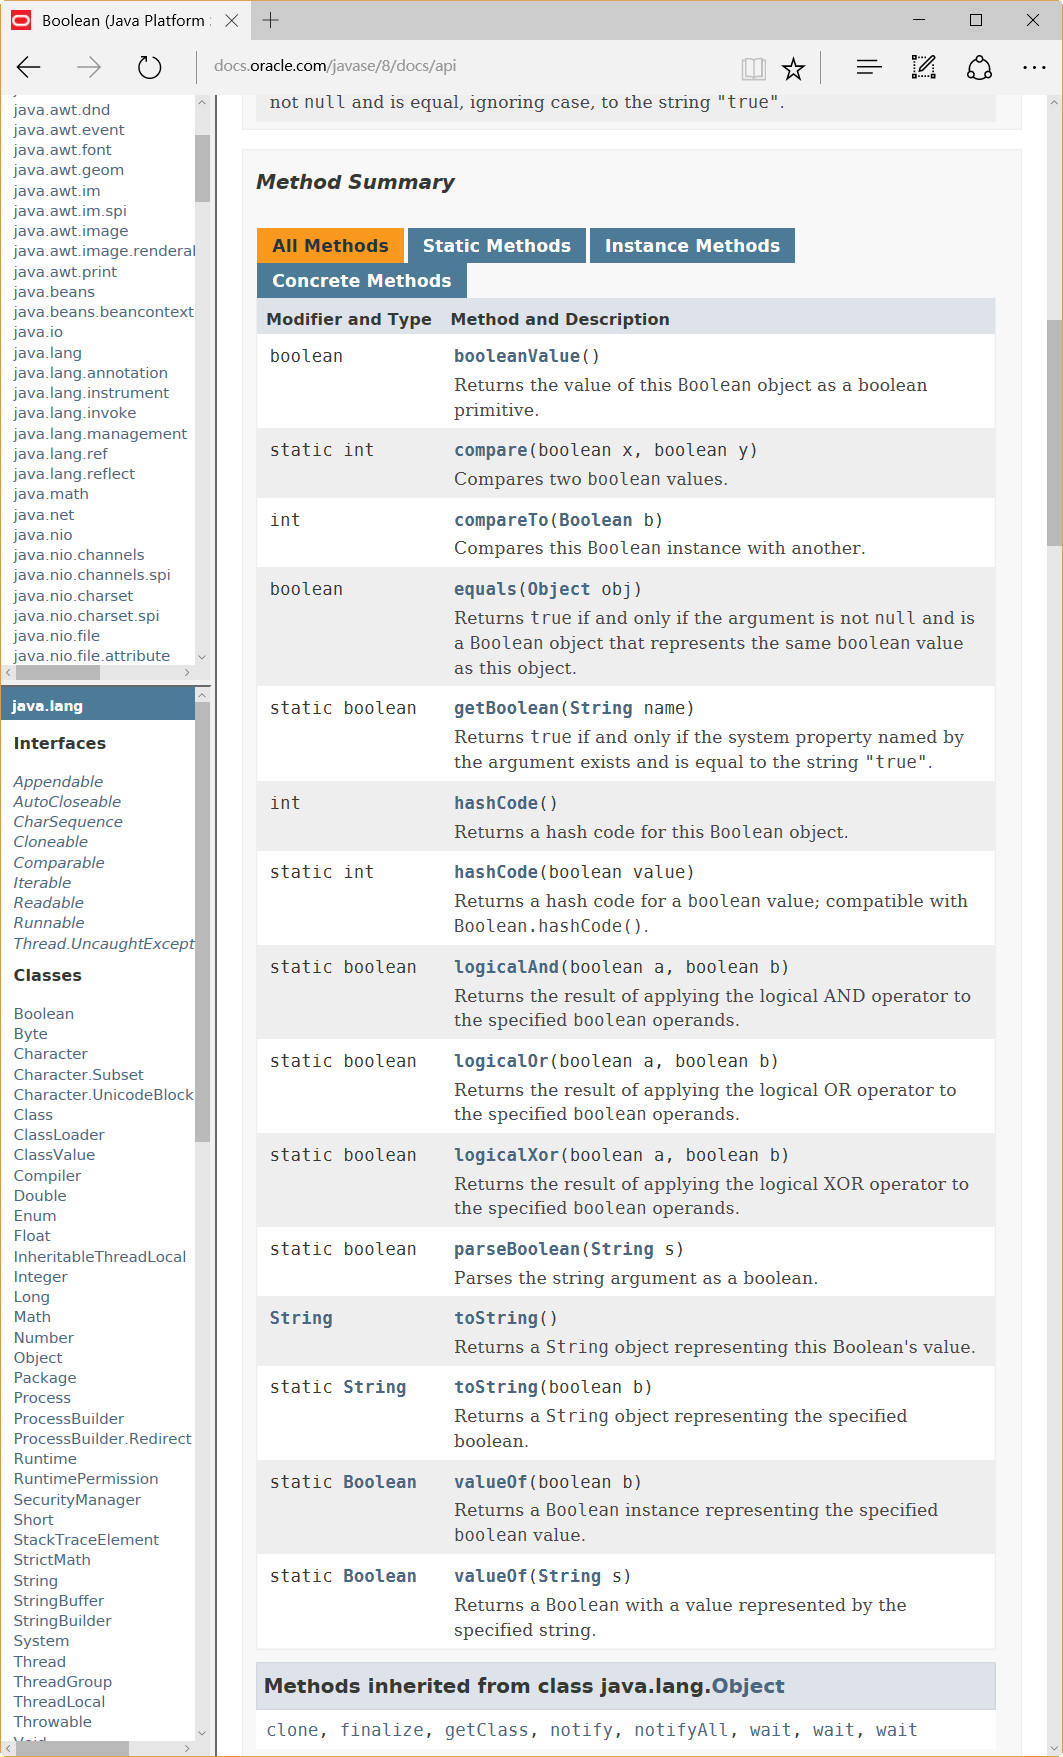 Boolean (Java Platform
docs.oracle.com/javase/8/docs/api
java.awt.dnd
java.awt.event
java.awt.font
java.awt.geom
java.awt.im
java.awt.im.spi
java.awt.image
java.awt.image.renderal
java.awt.print
java.beans
java.beans.beancontext
java.io
java.lang
java.lang.annotation
java.lang.instrument
java.lang.invoke
java.lang.management
java.lang.ref
java.lang.reflect
java.math
java.net
java.nio
java.nio.channels
java.nio.channels.spi
java.nio.charset
java.nio.charset.spi
java.nio.file
java.nio.file.attribute
java.lang
Interfaces
Appendable
AutoCloseable
CharSequence
Cloneable
Comparable
Iterable
Readable
Runnable
Thread.UncaughtExcept
Classes
Boolean
Byte
Character
Character.Subset
Character.UnicodeBlock
Class
ClassLoader
ClassValue
Compiler
Double
Enum
Float
InheritableThreadLocal
Integer
Long
Math
Number
Object
Package
Process
ProcessBuilder
ProcessBuilder.Redirect
Runtime
RuntimePermission
SecurityManager
Short
StackTraceElement
StrictMath
String
StringBuffer
StringBuilder
System
Thread
ThreadGroup
ThreadLocal
Throwable
not null and is equal, ignoring case, to the string "true".
Method Summary
All Methods Static Methods Instance Methods
Concrete Methods
Modifier and Type Method and Description
boolean booleanValue()
Returns the value of this Boolean object as a boolean
primitive.
static int compare(boolean x, boolean y)
Compares two boolean values.
int compareTo(Boolean b)
Compares this Boolean instance with another.
boolean equals(Object obj)
Returns true if and only if the argument is not null and is
a Boolean object that represents the same boolean value
as this object.
static boolean getBoolean(String name)
Returns true if and only if the system property named by
the argument exists and is equal to the string "true".
int hashCode()
Returns a hash code for this Boolean object.
static int hashCode(boolean value)
Returns a hash code for a boolean value; compatible with
Boolean.hashCode().
static boolean logicalAnd(boolean a, boolean b)
Returns the result of applying the logical AND operator to
the specified boolean operands.
static boolean logicalOr(boolean a, boolean b)
Returns the result of applying the logical OR operator to
the specified boolean operands.
static boolean logicalXor(boolean a, boolean b)
Returns the result of applying the logical XOR operator to
the specified boolean operands.
static boolean parseBoolean(String s)
Parses the string argument as a boolean.
String toString()
Returns a String object representing this Boolean's value.
static String toString(boolean b)
Returns a String object representing the specified
boolean.
static Boolean valueOf(boolean b)
Returns a Boolean instance representing the specified
boolean value.
static Boolean valueOf(String s)
Returns a Boolean with a value represented by the
specified string.
Methods inherited from class java.lang.Object
clone, finalize, getClass, notify, notifyAll, wait, wait, wait